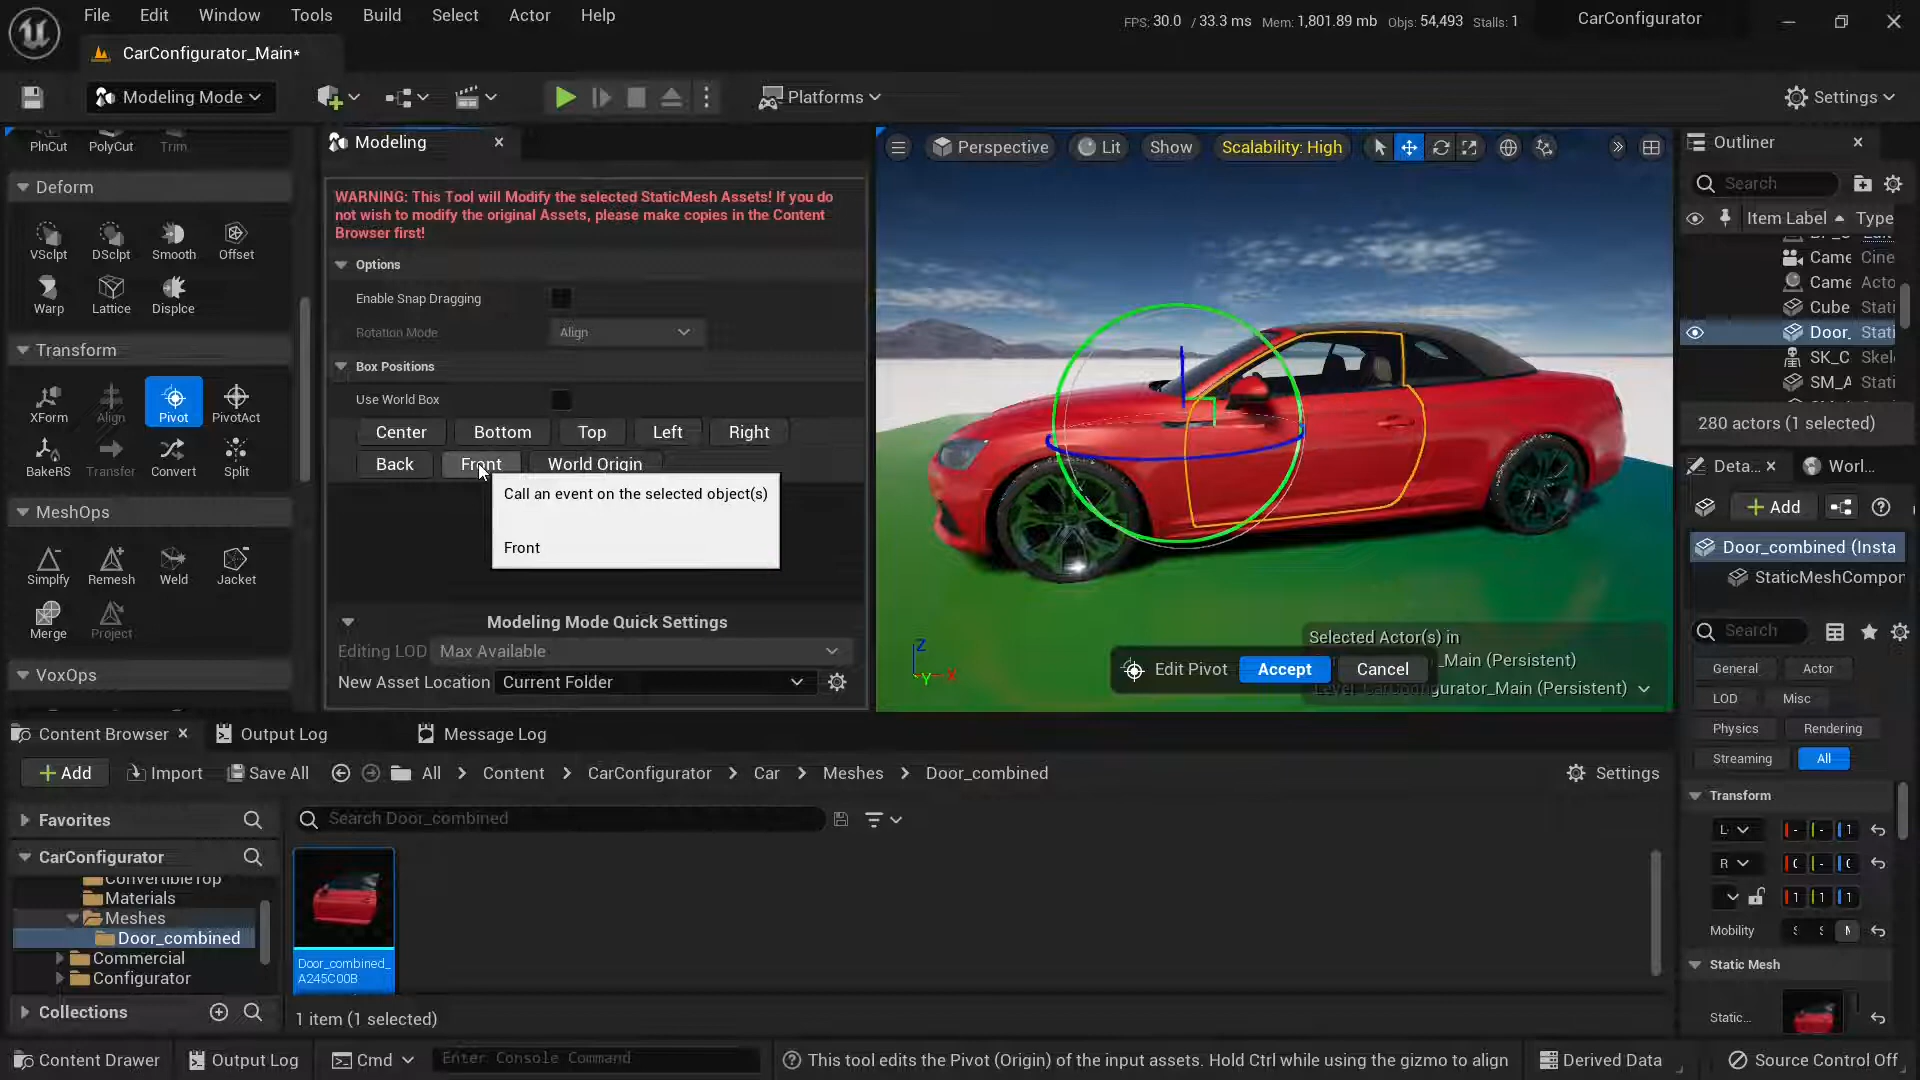 File Edit Window Tools Build Select Actor Help
FPS: 30.0 / 33.3 ms Mem: 1,801.89 mb Objs: 54,493 Stalls: 1
CarConfigurator
CarConfigurator_Main*
Modeling Mode
Platforms
Settings
PlnCut PolyCut Trim
Deform
VSclpt DSclpt Smooth Offset
Warp Lattice Displce
Transform
XForm Align Pivot PivotAct
BakeRS Transfer Convert Split
MeshOps
Simplfy Remesh Weld Jacket
Merge Project
VoxOps
Modeling
WARNING: This Tool will Modify the selected StaticMesh Assets! If you do
not wish to modify the original Assets, please make copies in the Content
Browser first!
Options
Enable Snap Dragging
Rotation Mode Align
Box Positions
Use World Box
Center Bottom Top Left Right
Back Front World Origin
Call an event on the selected object(s)
Front
Modeling Mode Quick Settings
Editing LOD Max Available
New Asset Location Current Folder
Perspective Lit Show Scalability: High
Z
Y X
Selected Actor(s) in
_Main (Persistent)
Level: CarConfigurator_Main (Persistent)
Edit Pivot Accept Cancel
Outliner
Search
Item Label Type
Came Cine
Came Acto
Cube Stati
Door_ Stati
SK_C Skel
SM_A Stati
280 actors (1 selected)
Deta... Worl...
+ Add
Door_combined (Insta
StaticMeshCompon
Search
General Actor
LOD Misc
Physics Rendering
Streaming All
Transform
L
R
1 1 1
Mobility
Static Mesh
Static...
Content Browser Output Log Message Log
+ Add Import Save All All > Content > CarConfigurator > Car > Meshes > Door_combined Settings
Favorites
Search Door_combined
CarConfigurator
ConvertibleTop
Materials
Meshes
Door_combined
Commercial
Configurator
Collections
Door_combined_
A245C00B
1 item (1 selected)
Content Drawer Output Log Cmd Enter Console Command
This tool edits the Pivot (Origin) of the input assets. Hold Ctrl while using the gizmo to align
Derived Data Source Control Off